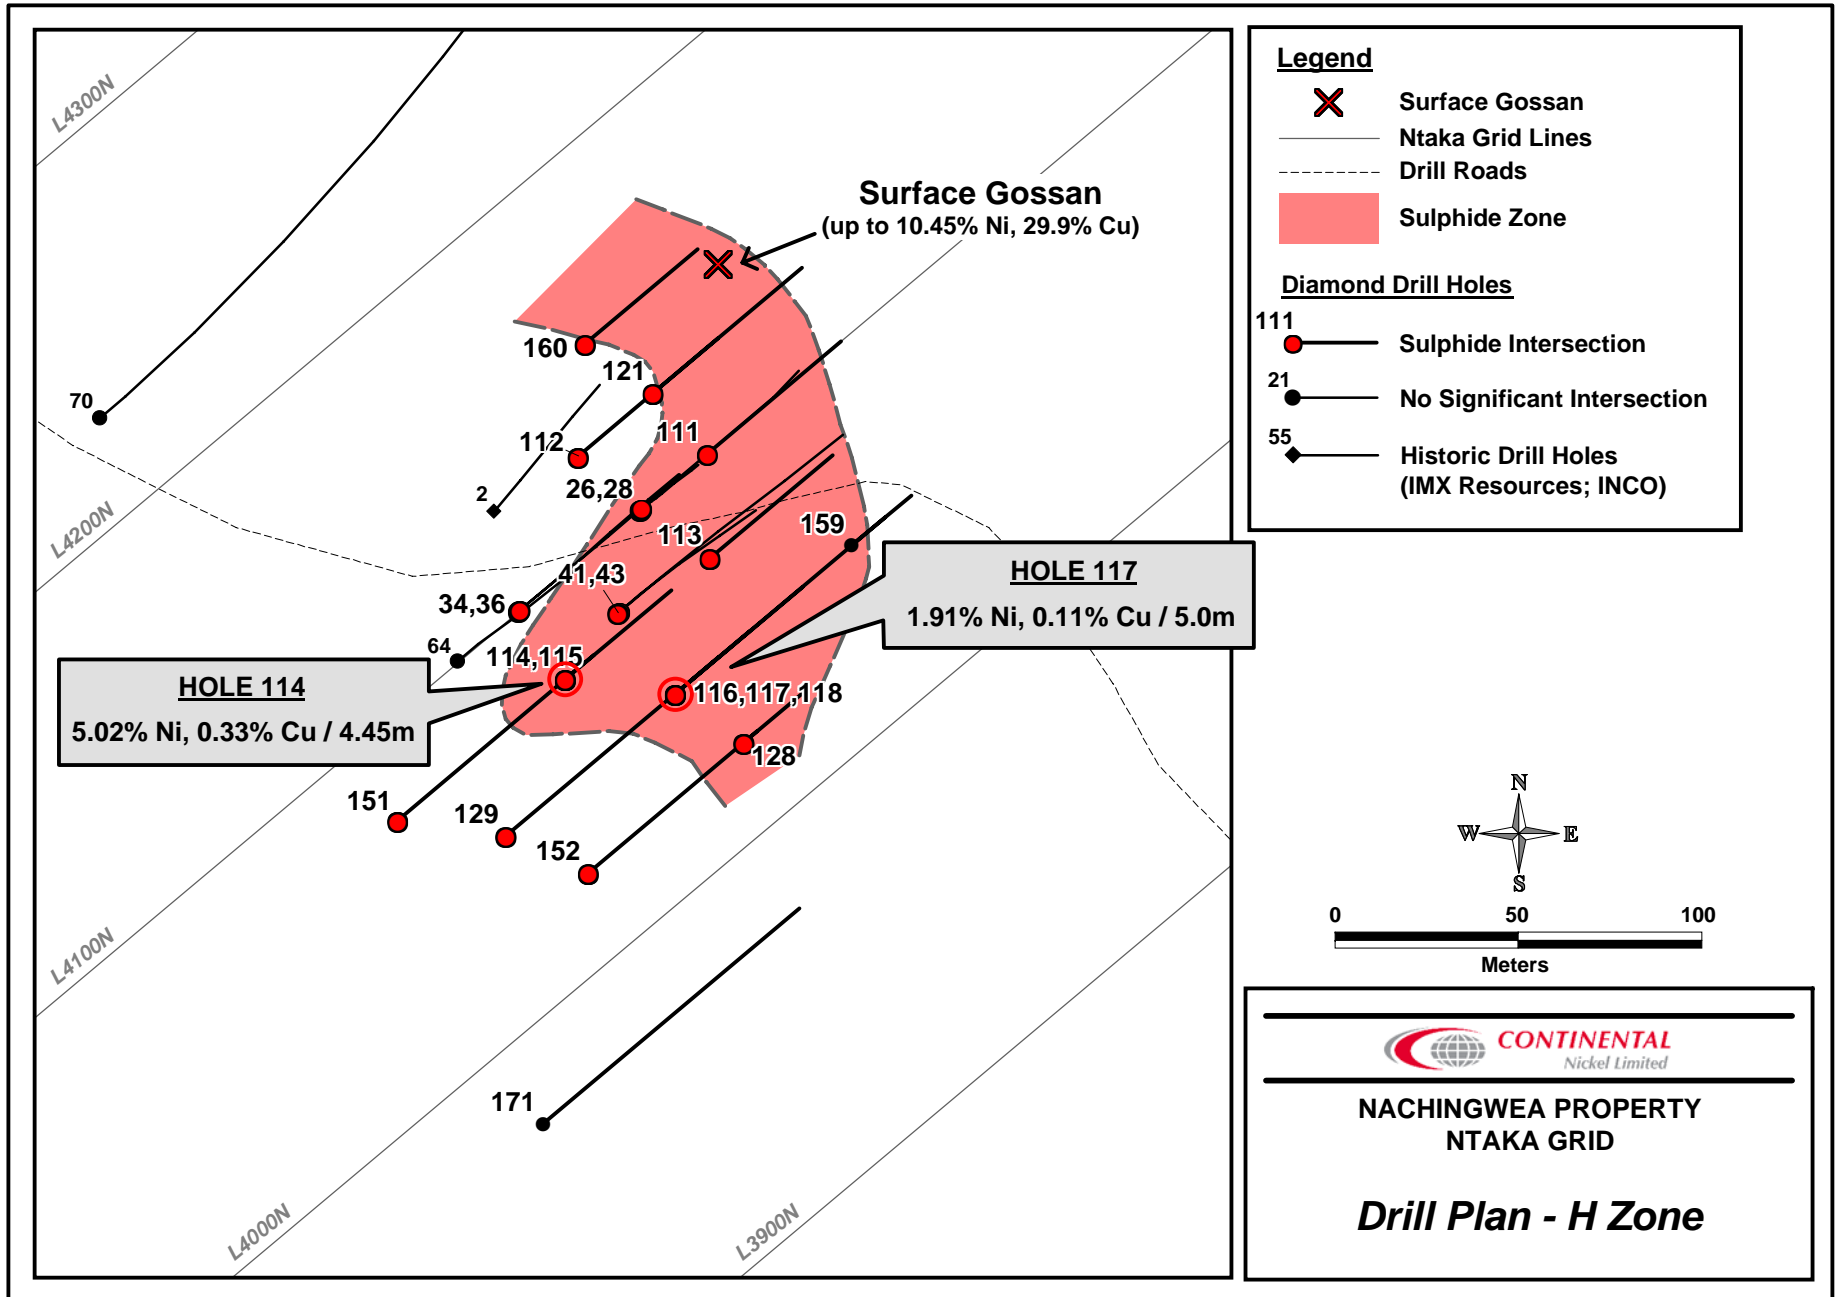 L4300N
L4200N
L4100N
L4000N
L3900N
Surface Gossan
(up to 10.45% Ni, 29.9% Cu)
160
121
70
112
111
2
26,28
159
113
41,43
34,36
64
114,115
116,117,118
128
151
129
152
171
HOLE 117
1.91% Ni, 0.11% Cu / 5.0m
HOLE 114
5.02% Ni, 0.33% Cu / 4.45m
Legend
Surface Gossan
Ntaka Grid Lines
Drill Roads
Sulphide Zone
Diamond Drill Holes
111
Sulphide Intersection
21
No Significant Intersection
55
Historic Drill Holes
(IMX Resources; INCO)
N
W E
S
0 50 100
Meters
CONTINENTAL
Nickel Limited
NACHINGWEA PROPERTY
NTAKA GRID
Drill Plan - H Zone